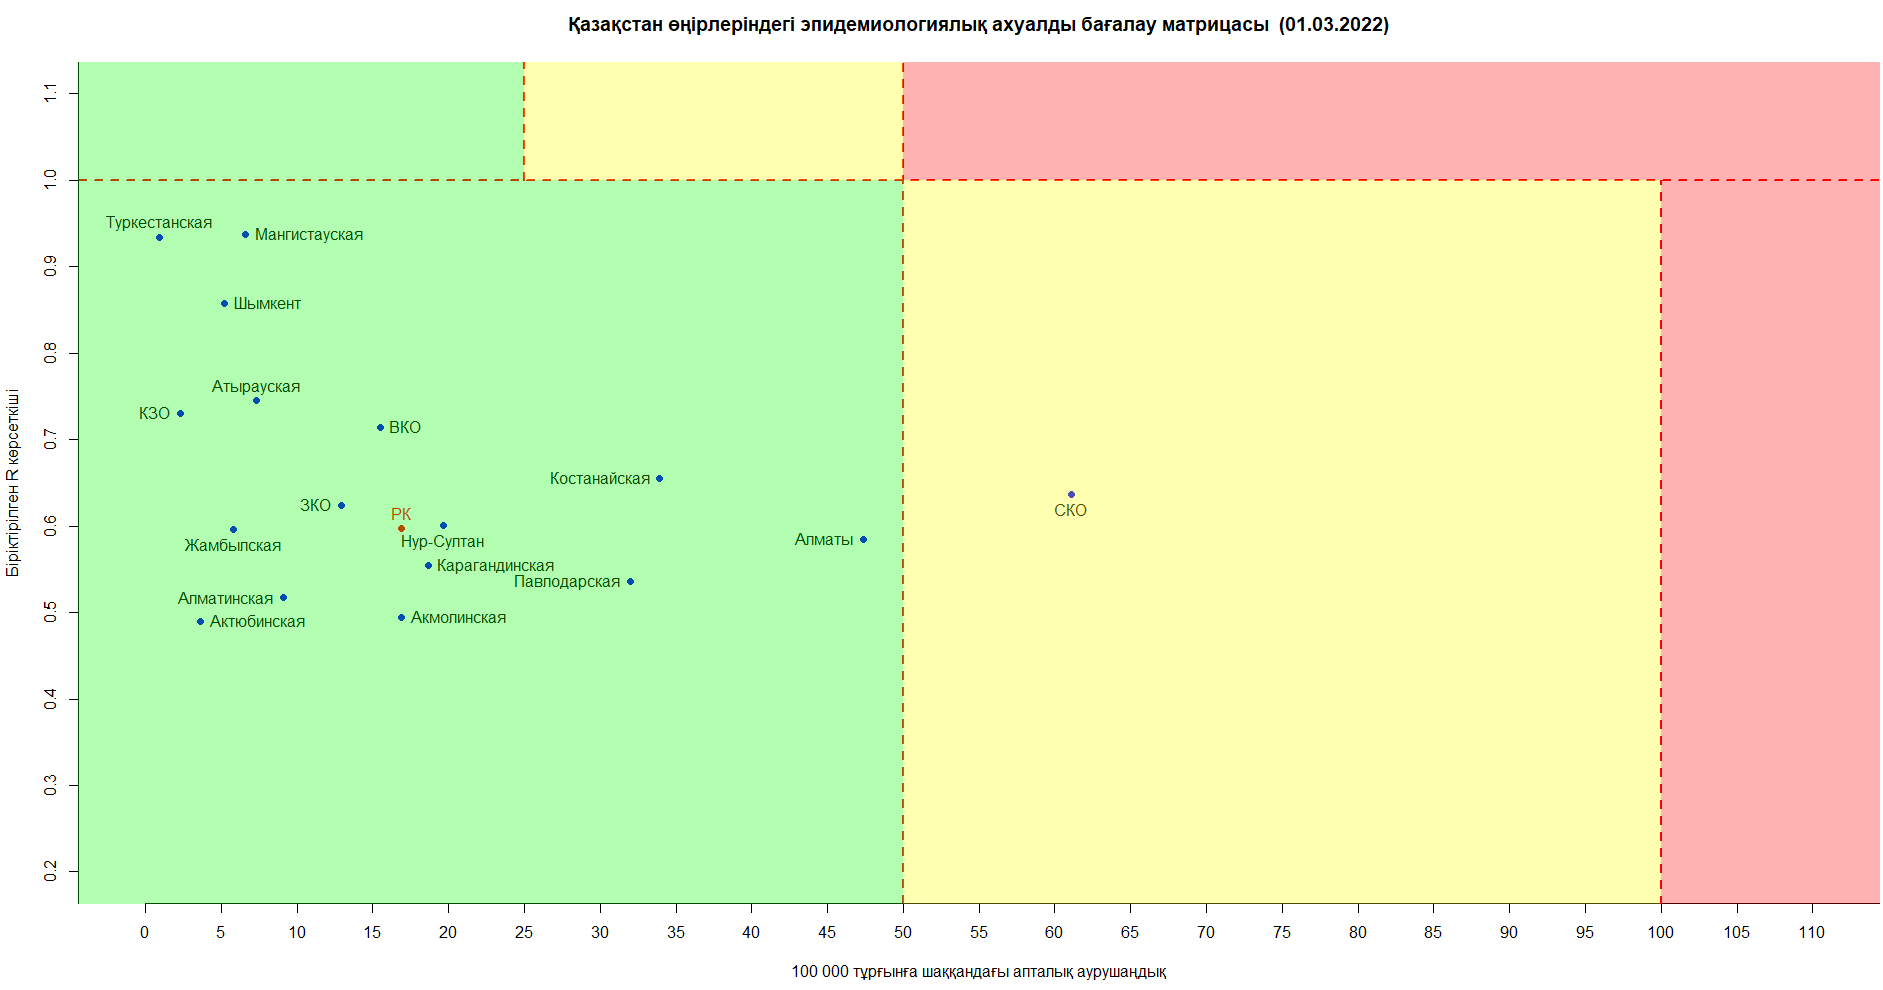 Қазақстан өңірлеріндегі эпидемиологиялық ахуалды бағалау матрицасы (01.03.2022)
1.1
1.0
0.9
0.8
0.7
0.6
0.5
0.4
0.3
0.2
Біріктірілген R көрсеткіші
Туркестанская
Мангистауская
Шымкент
Атырауская
КЗО
ВКО
Костанайская
ЗКО
СКО
РК
Нур-Султан
Жамбылская
Алматы
Карагандинская
Павлодарская
Алматинская
Акмолинская
Актюбинская
0 5 10 15 20 25 30 35 40 45 50 55 60 65 70 75 80 85 90 95 100 105 110
100 000 тұрғынға шаққандағы апталық аурушаңдық